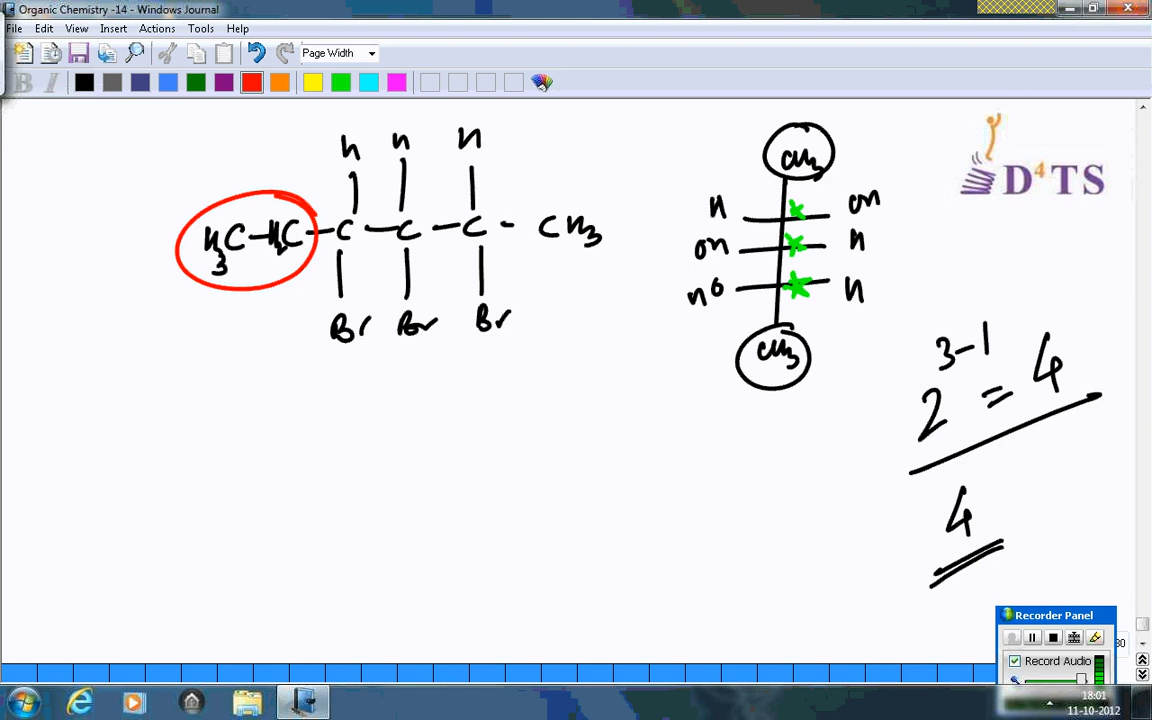 Organic Chemistry -14 - Windows Journal
File Edit View Insert Actions Tools Help
Page Width
B I
H H H
H₃C-H₂C-C-C-C-CH₃
Br Br Br
CH₃
H OH
OH H
HO H
CH₃
2³⁻¹ = 4
4
D4TS
Recorder Panel
80
Record Audio
18:01
11-10-2012